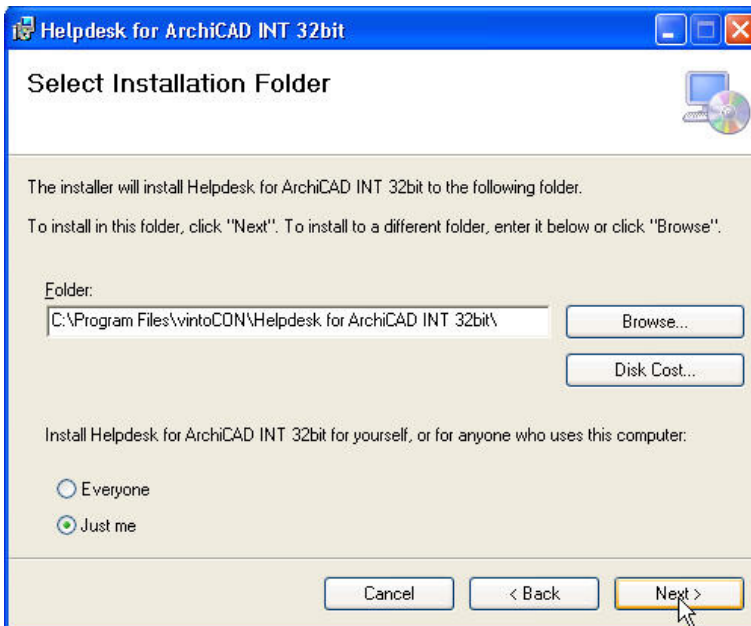 Helpdesk for ArchiCAD INT 32bit
Select Installation Folder
The installer will install Helpdesk for ArchiCAD INT 32bit to the following folder.
To install in this folder, click "Next". To install to a different folder, enter it below or click "Browse".
Folder:
C:\Program Files\vintoCON\Helpdesk for ArchiCAD INT 32bit\
Browse...
Disk Cost...
Install Helpdesk for ArchiCAD INT 32bit for yourself, or for anyone who uses this computer:
Everyone
Just me
Cancel
< Back
Next >